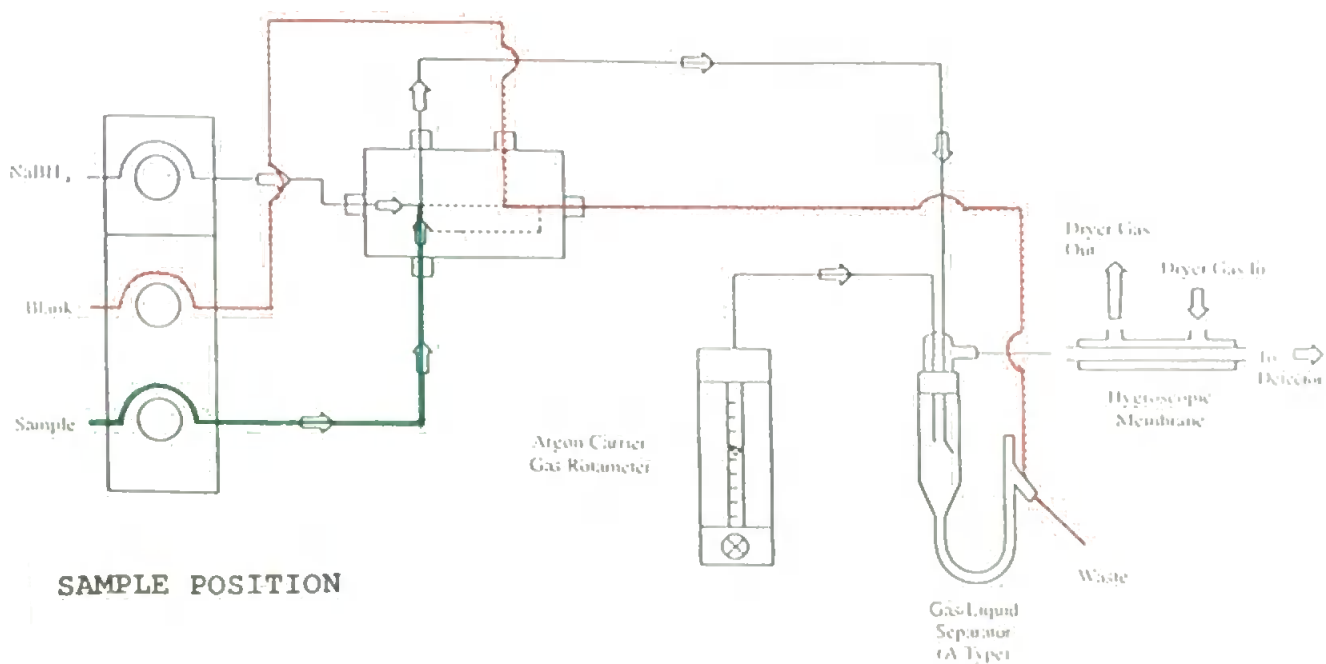 NaBH₄
Blank
Sample
Dryer Gas
Out
Dryer Gas In
To
Detector
Hygroscopic
Membrane
Argon Carrier
Gas Rotameter
Waste
Gas-Liquid
Separator
(A Type)
SAMPLE POSITION